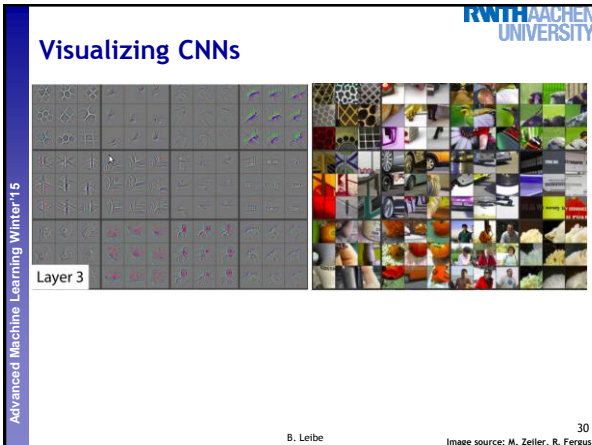 RWTHAACHEN
UNIVERSITY
Visualizing CNNs
Advanced Machine Learning Winter'15
Layer 3
B. Leibe
30
Image source: M. Zeiler, R. Fergus